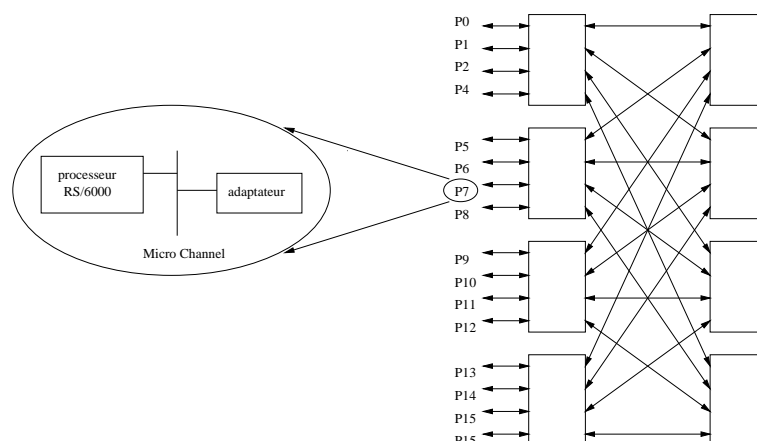 P0
P1
P2
P4
P5
P6
P7
P8
P9
P10
P11
P12
P13
P14
P15
P15
processeur
RS/6000
adaptateur
Micro Channel